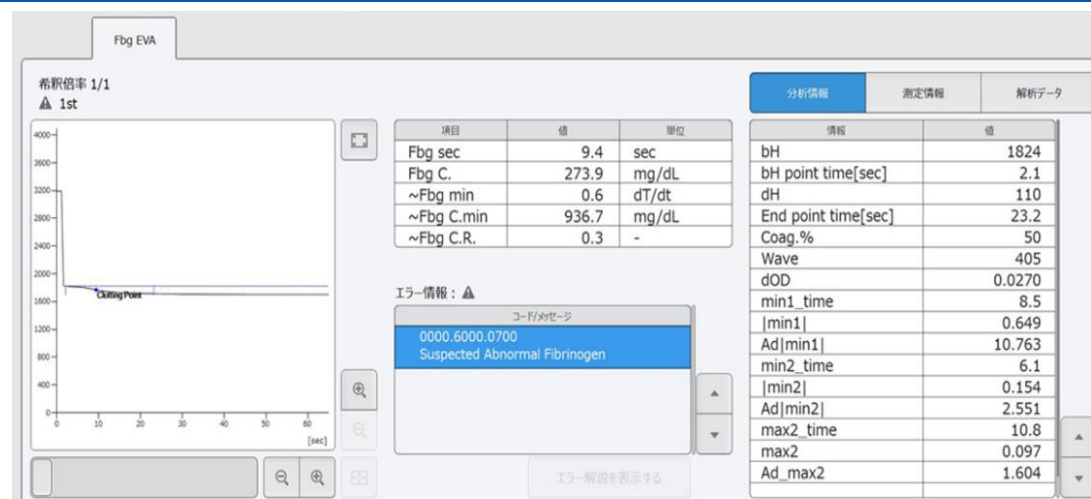 Fbg EVA
希釈倍率 1/1
1st
4000
3600
3200
2800
2400
2000
1600
1200
800
400
0
Clotting Point
0 10 20 30 40 50 60
[sec]
項目 値 単位
Fbg sec 9.4 sec
Fbg C. 273.9 mg/dL
~Fbg min 0.6 dT/dt
~Fbg C.min 936.7 mg/dL
~Fbg C.R. 0.3 -
エラー情報：
コード/メッセージ
0000.6000.0700
Suspected Abnormal Fibrinogen
エラー解説を表示する
分析情報 測定情報 解析データ
情報 値
bH 1824
bH point time[sec] 2.1
dH 110
End point time[sec] 23.2
Coag.% 50
Wave 405
dOD 0.0270
min1_time 8.5
|min1| 0.649
Ad|min1| 10.763
min2_time 6.1
|min2| 0.154
Ad|min2| 2.551
max2_time 10.8
max2 0.097
Ad_max2 1.604